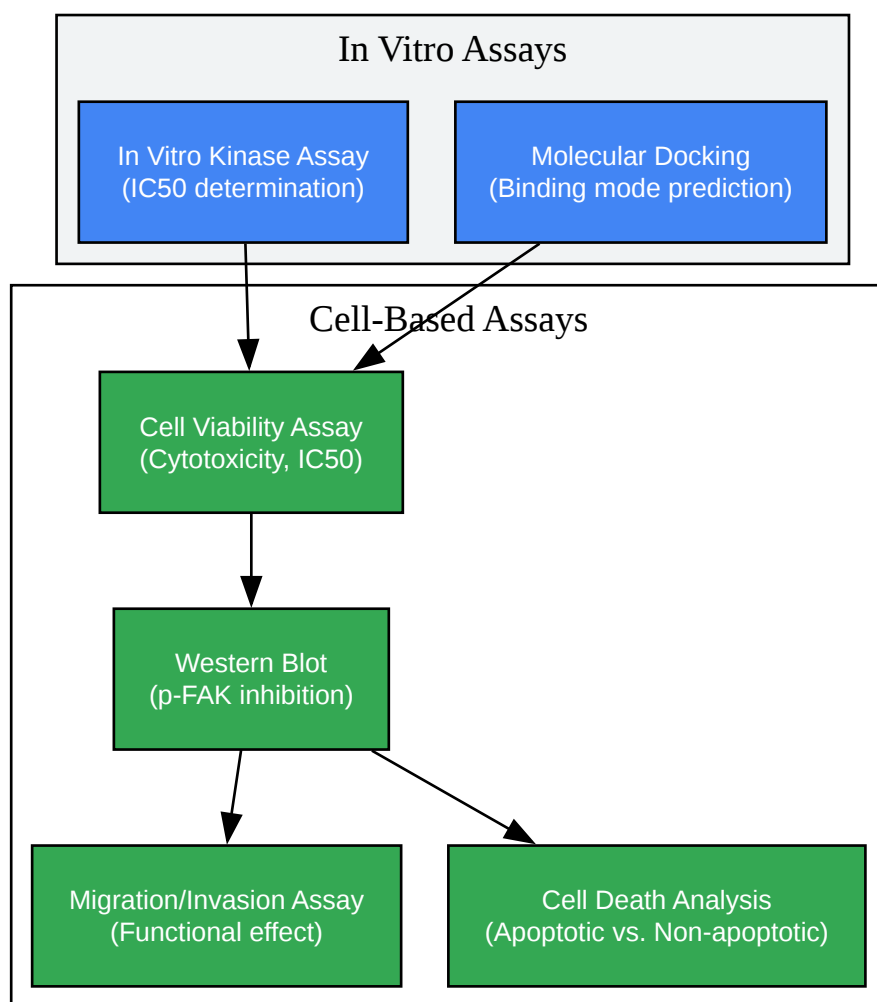 In Vitro Assays
In Vitro Kinase Assay
(IC50 determination)
Molecular Docking
(Binding mode prediction)
Cell-Based Assays
Cell Viability Assay
(Cytotoxicity, IC50)
Western Blot
(p-FAK inhibition)
Migration/Invasion Assay
(Functional effect)
Cell Death Analysis
(Apoptotic vs. Non-apoptotic)